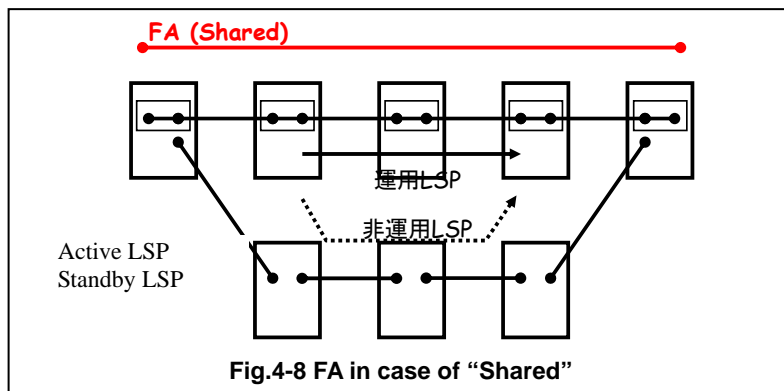 FA (Shared)
運用LSP
非運用LSP
Active LSP
Standby LSP
Fig.4-8 FA in case of “Shared”